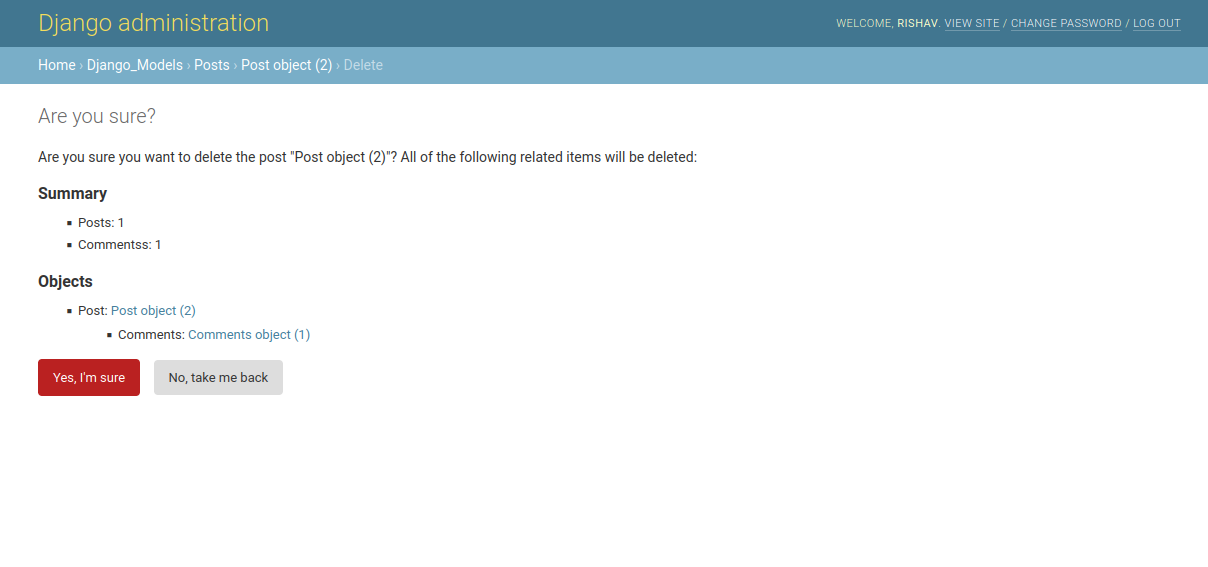 Django administration
WELCOME, RISHAV. VIEW SITE / CHANGE PASSWORD / LOG OUT
Home › Django_Models › Posts › Post object (2) › Delete
Are you sure?
Are you sure you want to delete the post "Post object (2)"? All of the following related items will be deleted:
Summary
▪ Posts: 1
▪ Commentss: 1
Objects
▪ Post: Post object (2)
▪ Comments: Comments object (1)
Yes, I'm sure
No, take me back